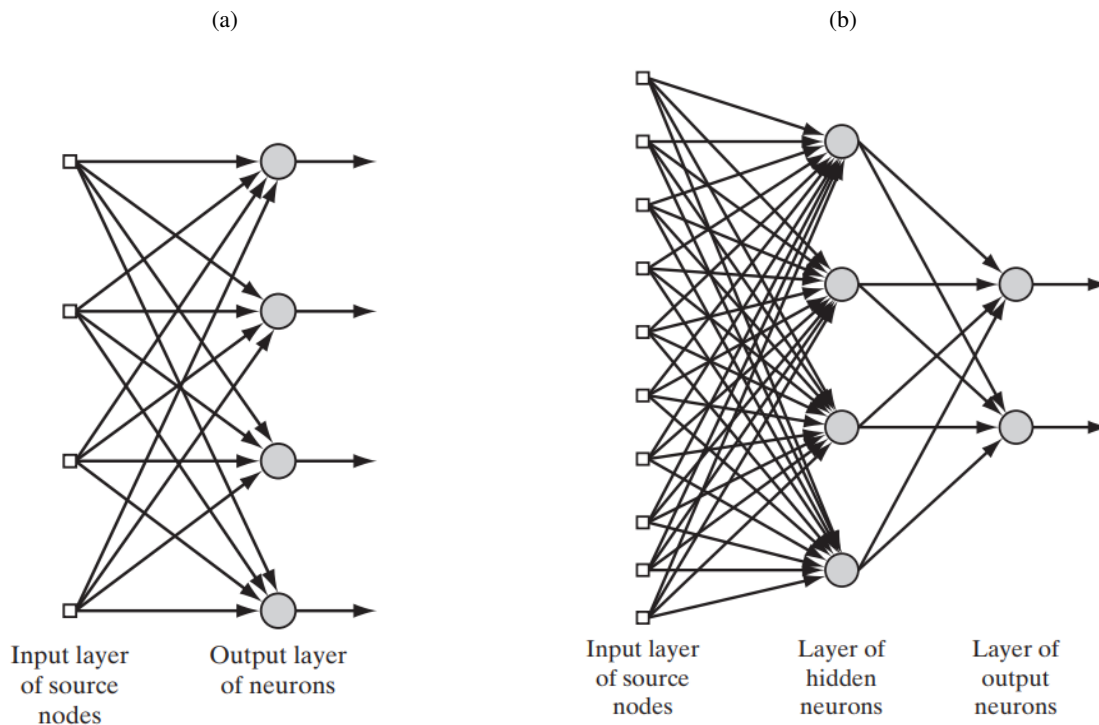 (a)
(b)
Input layer
of source
nodes
Output layer
of neurons
Input layer
of source
nodes
Layer of
hidden
neurons
Layer of
output
neurons